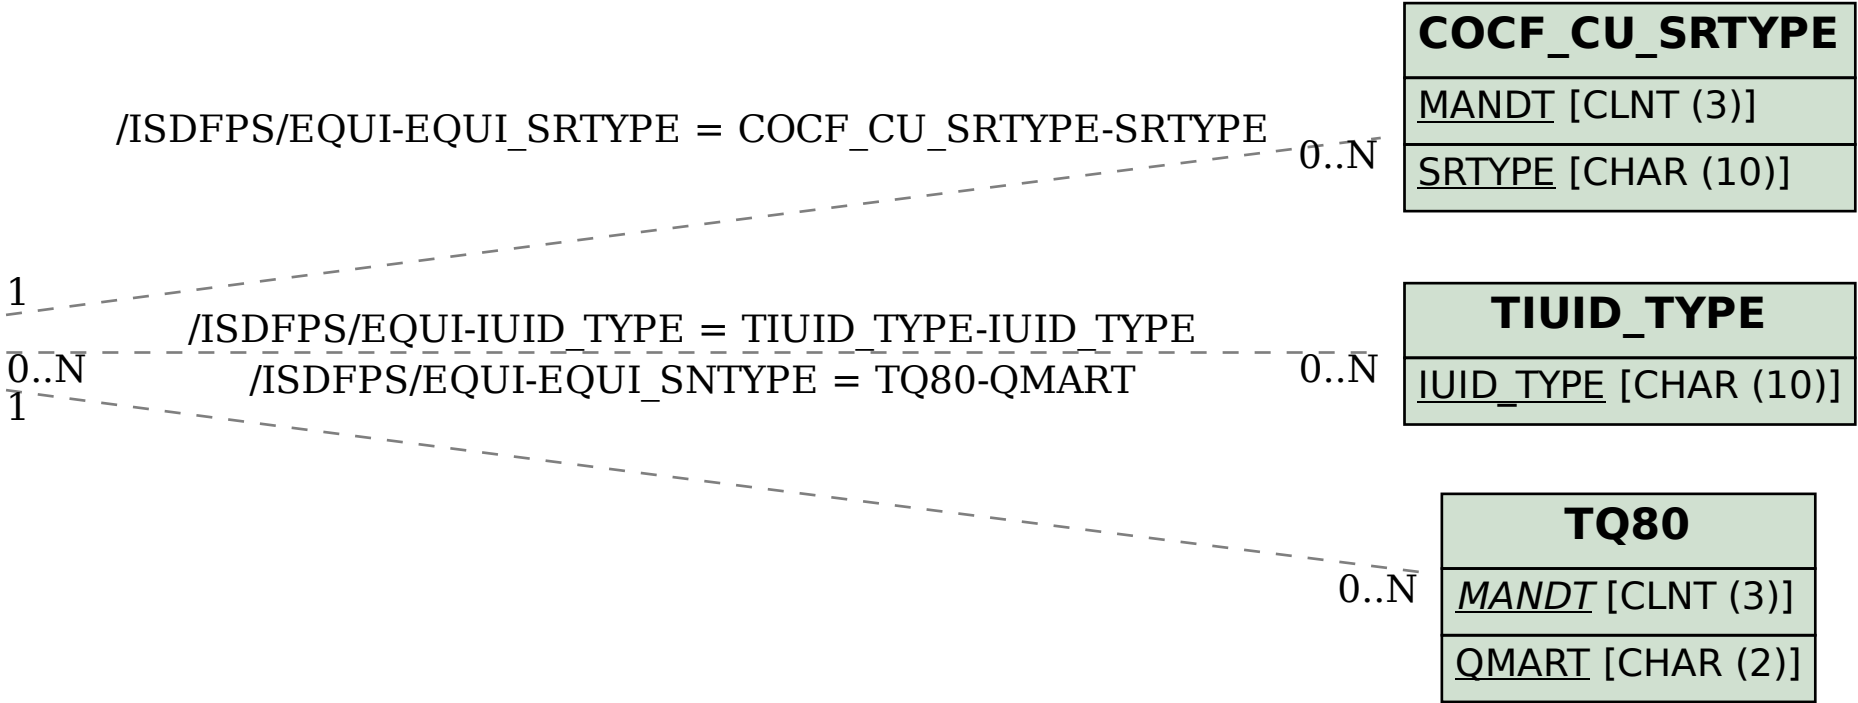 COCF_CU_SRTYPE
MANDT [CLNT (3)]
SRTYPE [CHAR (10)]
/ISDFPS/EQUI-EQUI_SRTYPE = COCF_CU_SRTYPE-SRTYPE
0..N
1
/ISDFPS/EQUI-IUID_TYPE = TIUID_TYPE-IUID_TYPE
0..N
0..N
TIUID_TYPE
IUID_TYPE [CHAR (10)]
/ISDFPS/EQUI-EQUI_SNTYPE = TQ80-QMART
1
0..N
TQ80
MANDT [CLNT (3)]
QMART [CHAR (2)]